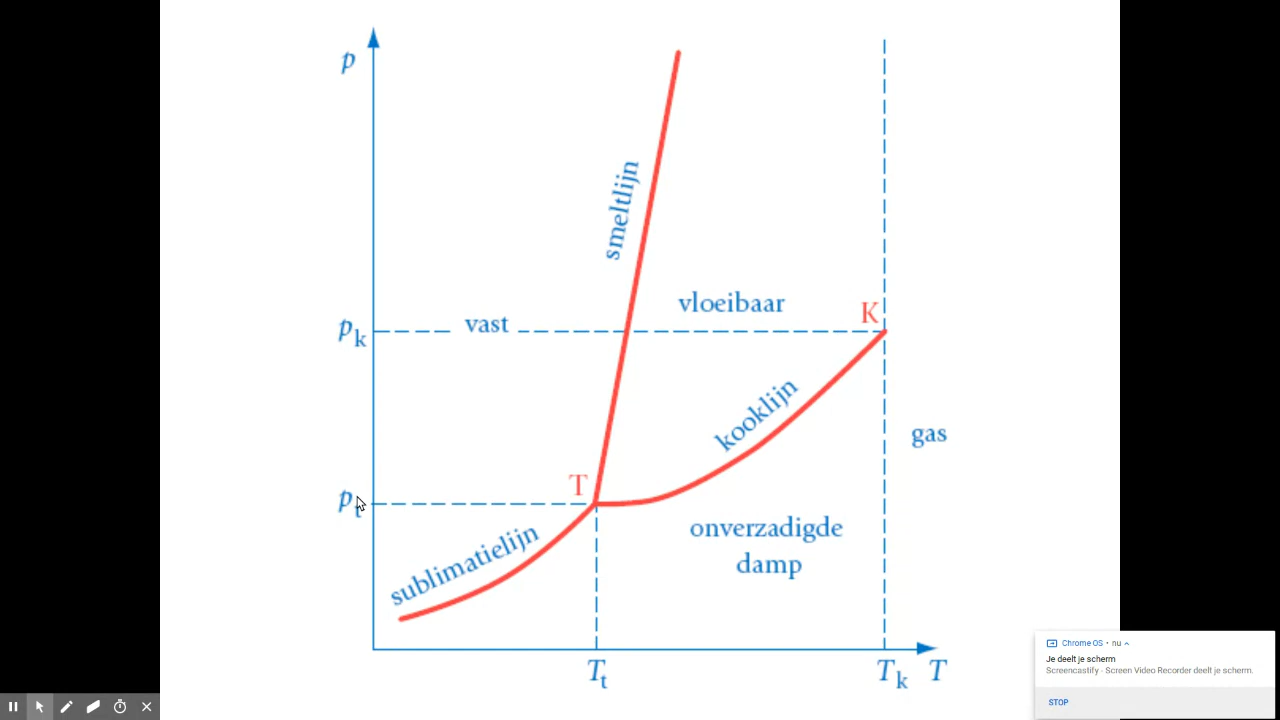 p
smeltlijn
vloeibaar
K
vast
pk
kooklijn
gas
T
pt
onverzadigde
damp
sublimatielijn
Tt
Tk
T
Chrome OS • nu
Je deelt je scherm
Screencastify - Screen Video Recorder deelt je scherm.
STOP